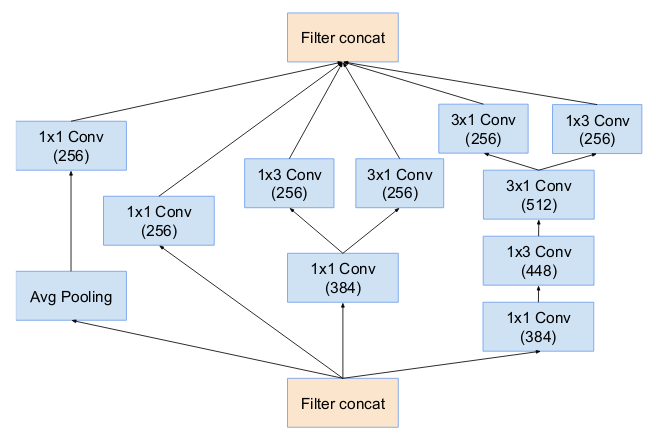 Filter concat
3x1 Conv
(256)
1x3 Conv
(256)
1x1 Conv
(256)
1x3 Conv
(256)
3x1 Conv
(256)
3x1 Conv
(512)
1x1 Conv
(256)
1x3 Conv
(448)
1x1 Conv
(384)
Avg Pooling
1x1 Conv
(384)
Filter concat